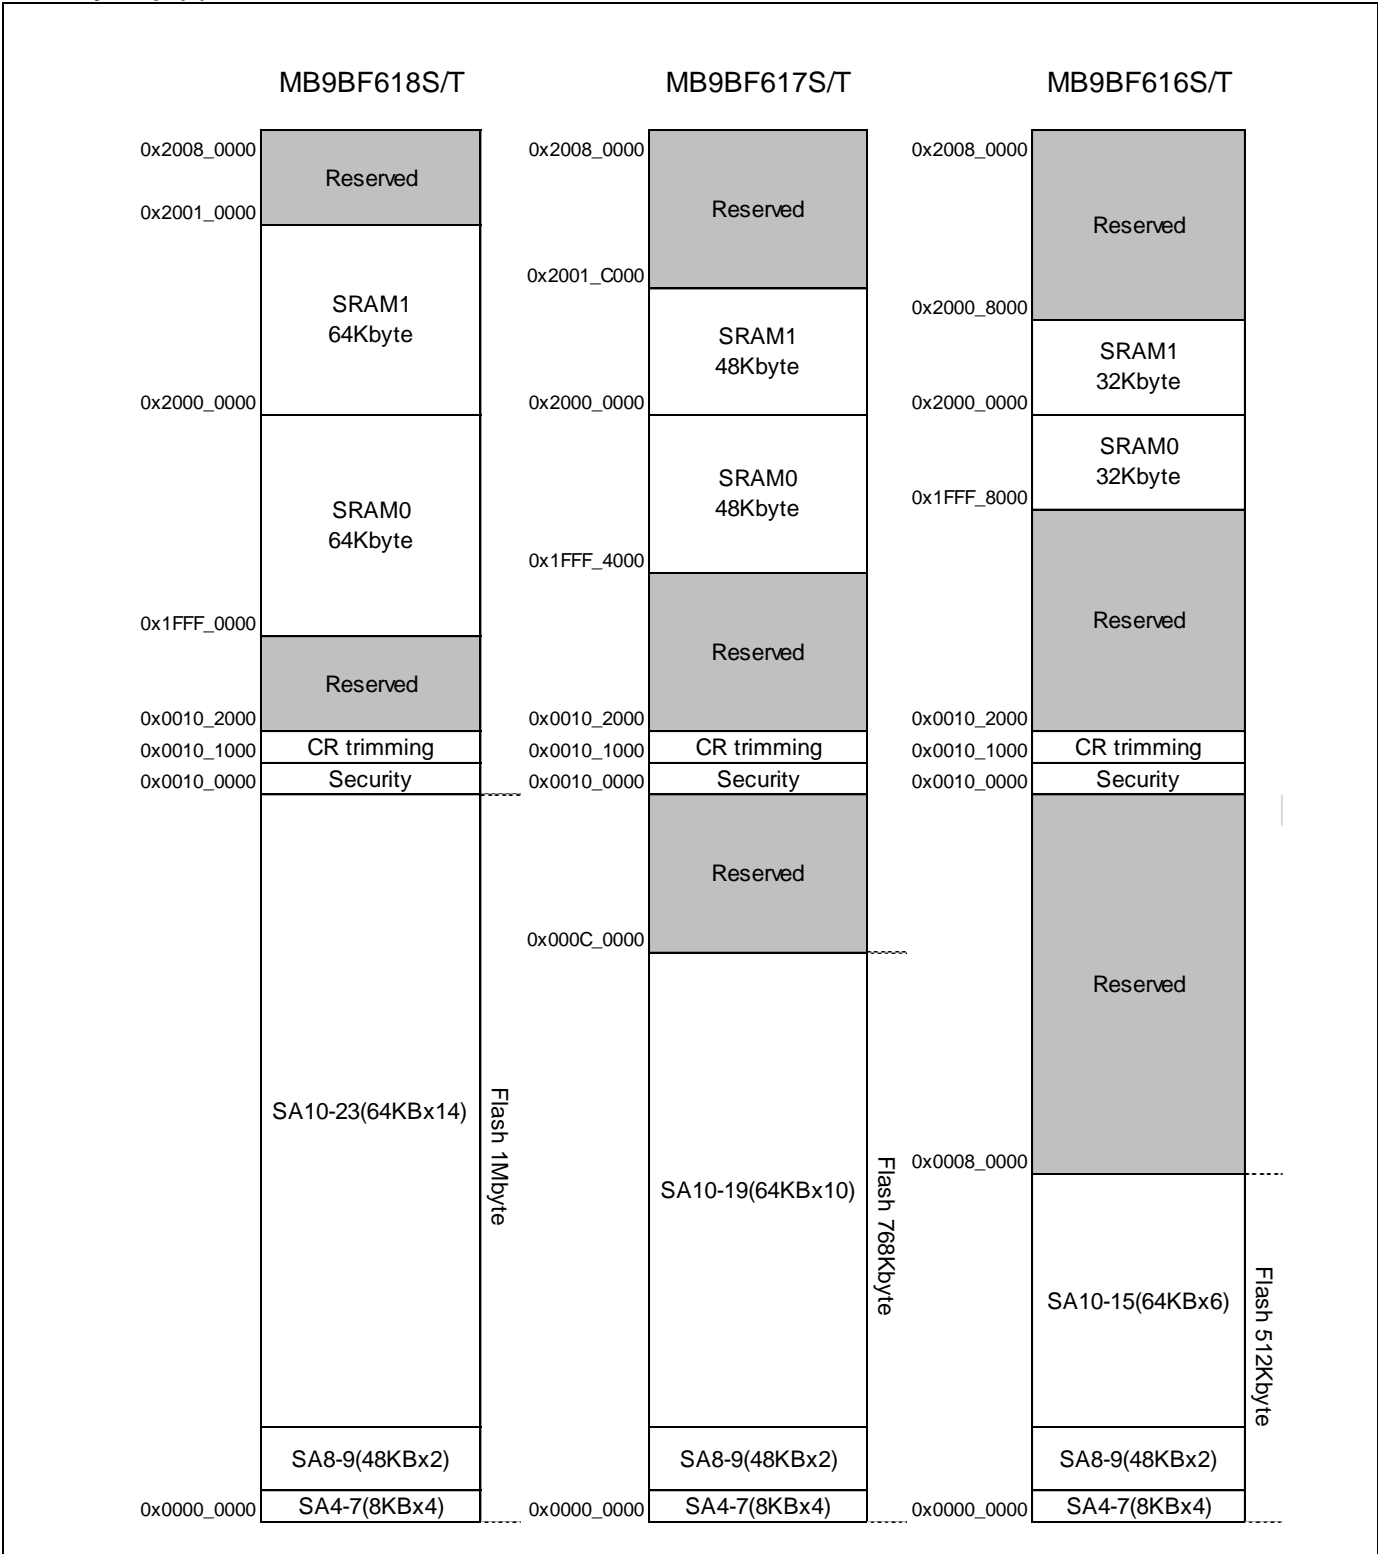 MB9BF618S/T
0x2008_0000
Reserved
0x2001_0000
SRAM1
64Kbyte
0x2000_0000
SRAM0
64Kbyte
0x1FFF_0000
Reserved
0x0010_2000
CR trimming
0x0010_1000
Security
0x0010_0000
SA10-23(64KBx14)
Flash 1Mbyte
SA8-9(48KBx2)
SA4-7(8KBx4)
0x0000_0000
MB9BF617S/T
0x2008_0000
Reserved
0x2001_C000
SRAM1
48Kbyte
0x2000_0000
SRAM0
48Kbyte
0x1FFF_4000
Reserved
0x0010_2000
CR trimming
0x0010_1000
Security
0x0010_0000
Reserved
0x000C_0000
SA10-19(64KBx10)
Flash 768Kbyte
SA8-9(48KBx2)
SA4-7(8KBx4)
0x0000_0000
MB9BF616S/T
0x2008_0000
Reserved
0x2000_8000
SRAM1
32Kbyte
0x2000_0000
SRAM0
32Kbyte
0x1FFF_8000
Reserved
0x0010_2000
CR trimming
0x0010_1000
Security
0x0010_0000
Reserved
0x0008_0000
SA10-15(64KBx6)
Flash 512Kbyte
SA8-9(48KBx2)
SA4-7(8KBx4)
0x0000_0000